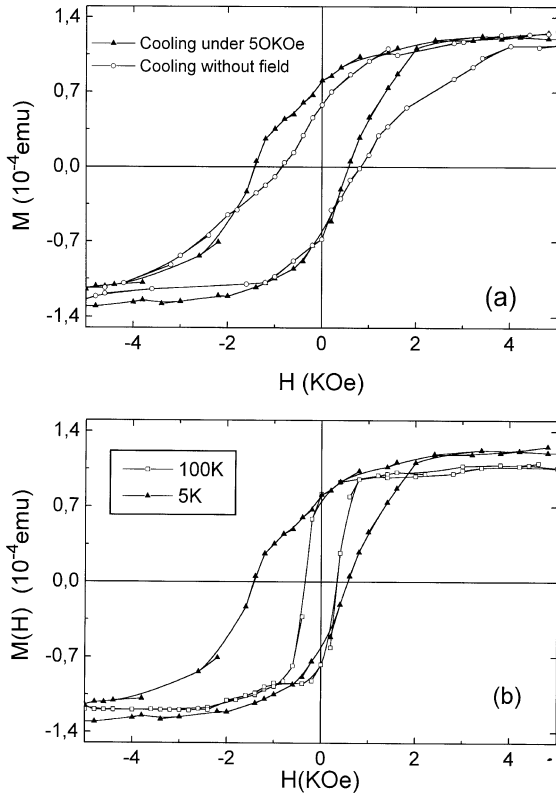 1.4
Cooling under 5OKOe
Cooling without field
0.7
0,0
-0.7
-1.4
M (10⁻⁴emu)
(a)
-4 -2 0 2 4
H (KOe)
1.4
100K
5K
0.7
0,0
-0.7
-1.4
M(H) (10⁻⁴emu)
(b)
-4 -2 0 2 4
H(KOe)